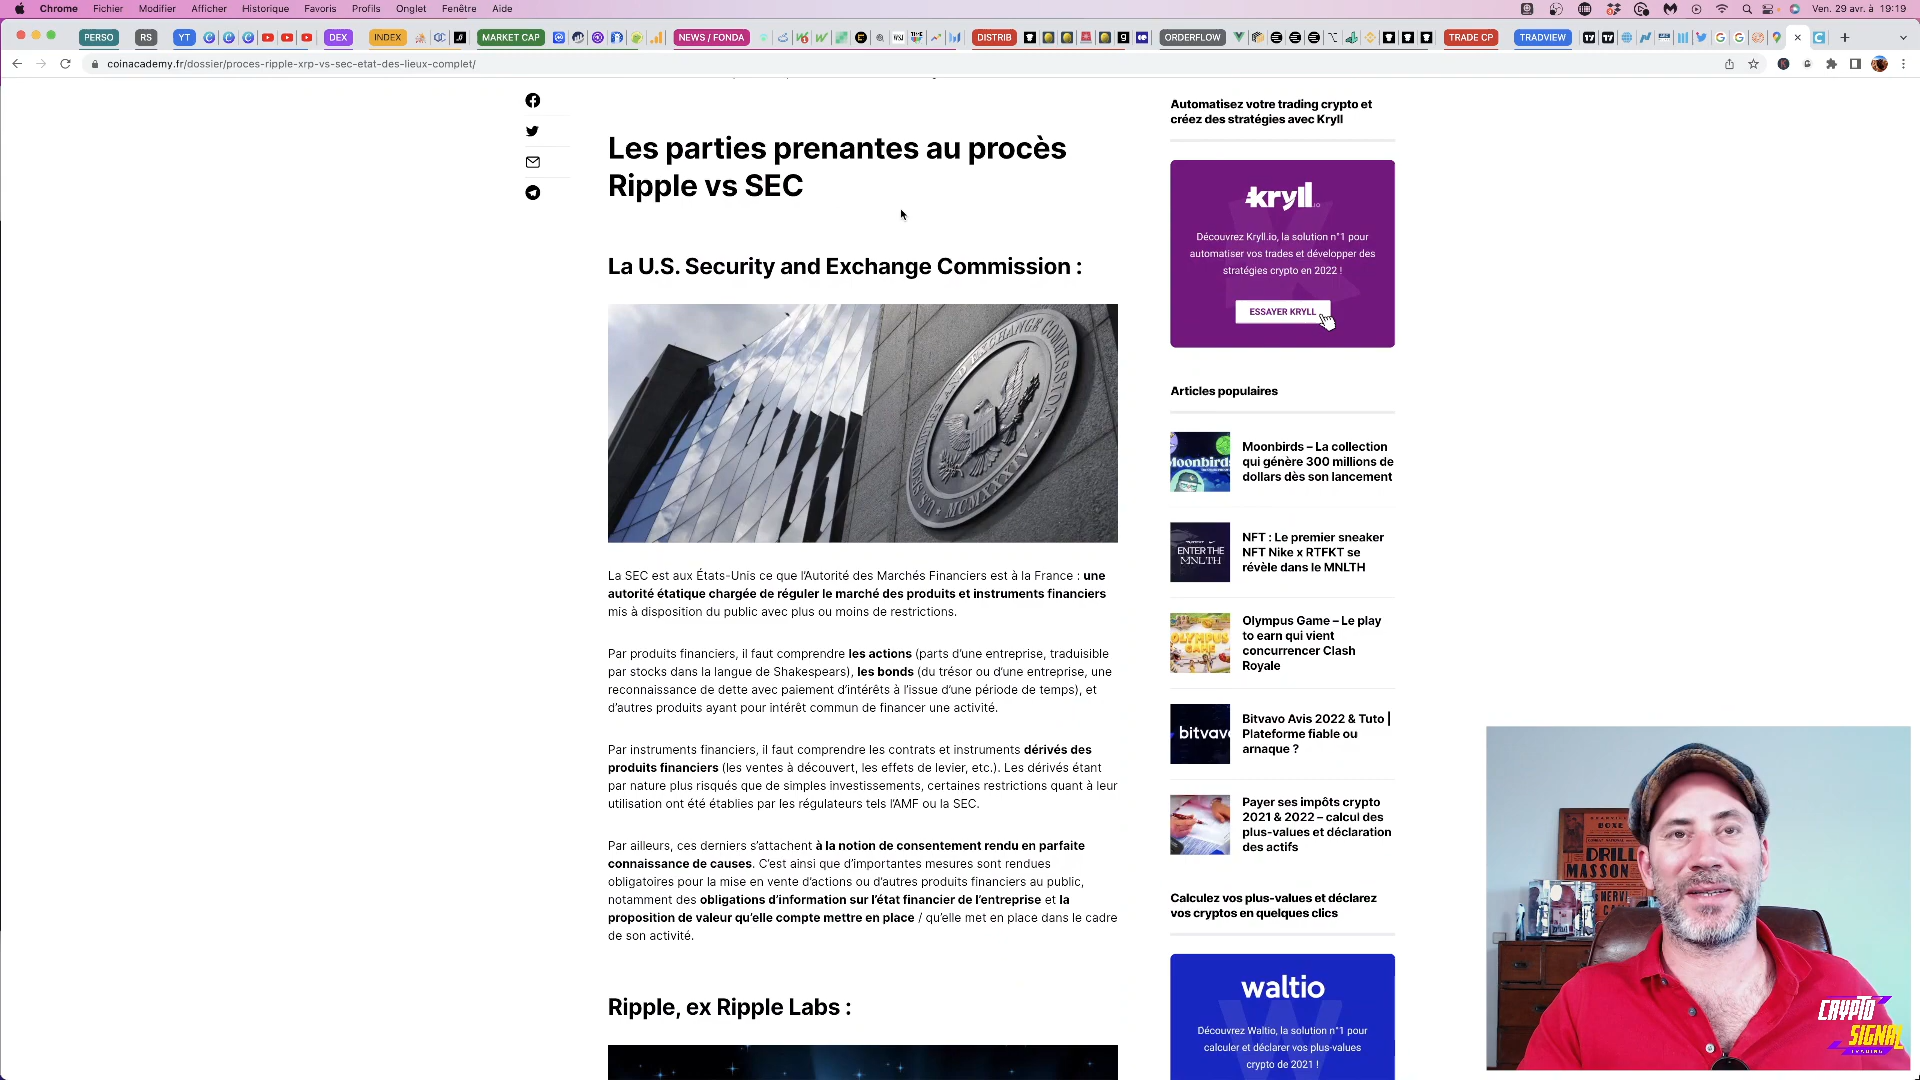 Chrome Fichier Modifier Afficher Historique Favoris Profils Onglet Fenêtre Aide
Ven. 29 avr. à 19:19
PERSO RS YT DEX INDEX MARKET CAP NEWS / FONDA DISTRIB ORDERFLOW TRADE CP TRADVIEW
coinacademy.fr/dossier/proces-ripple-xrp-vs-sec-etat-des-lieux-complet/
Les parties prenantes au procès
Ripple vs SEC
La U.S. Security and Exchange Commission :
La SEC est aux États-Unis ce que l'Autorité des Marchés Financiers est à la France : une
autorité étatique chargée de réguler le marché des produits et instruments financiers
mis à disposition du public avec plus ou moins de restrictions.
Par produits financiers, il faut comprendre les actions (parts d'une entreprise, traduisible
par stocks dans la langue de Shakespears), les bonds (du trésor ou d'une entreprise, une
reconnaissance de dette avec paiement d'intérêts à l'issue d'une période de temps), et
d'autres produits ayant pour intérêt commun de financer une activité.
Par instruments financiers, il faut comprendre les contrats et instruments dérivés des
produits financiers (les ventes à découvert, les effets de levier, etc.). Les dérivés étant
par nature plus risqués que de simples investissements, certaines restrictions quant à leur
utilisation ont été établies par les régulateurs tels l'AMF ou la SEC.
Par ailleurs, ces derniers s'attachent à la notion de consentement rendu en parfaite
connaissance de causes. C'est ainsi que d'importantes mesures sont rendues
obligatoires pour la mise en vente d'actions ou d'autres produits financiers au public,
notamment des obligations d'information sur l'état financier de l'entreprise et la
proposition de valeur qu'elle compte mettre en place / qu'elle met en place dans le cadre
de son activité.
Ripple, ex Ripple Labs :
Automatisez votre trading crypto et
créez des stratégies avec Kryll
kryll.io
Découvrez Kryll.io, la solution n°1 pour
automatiser vos trades et développer des
stratégies crypto en 2022 !
ESSAYER KRYLL
Articles populaires
Moonbirds
Moonbirds – La collection
qui génère 300 millions de
dollars dès son lancement
ENTER THE
MNLTH
NFT : Le premier sneaker
NFT Nike x RTFKT se
révèle dans le MNLTH
OLYMPUS
GAME
Olympus Game – Le play
to earn qui vient
concurrencer Clash
Royale
bitvav
Bitvavo Avis 2022 & Tuto |
Plateforme fiable ou
arnaque ?
Payer ses impôts crypto
2021 & 2022 – calcul des
plus-values et déclaration
des actifs
Calculez vos plus-values et déclarez
vos cryptos en quelques clics
waltio
Découvrez Waltio, la solution n°1 pour
calculer et déclarer vos plus-values
crypto de 2021 !
BOXE
DRILL
MASSON
CRYPTO
SIGNAL
TRADING